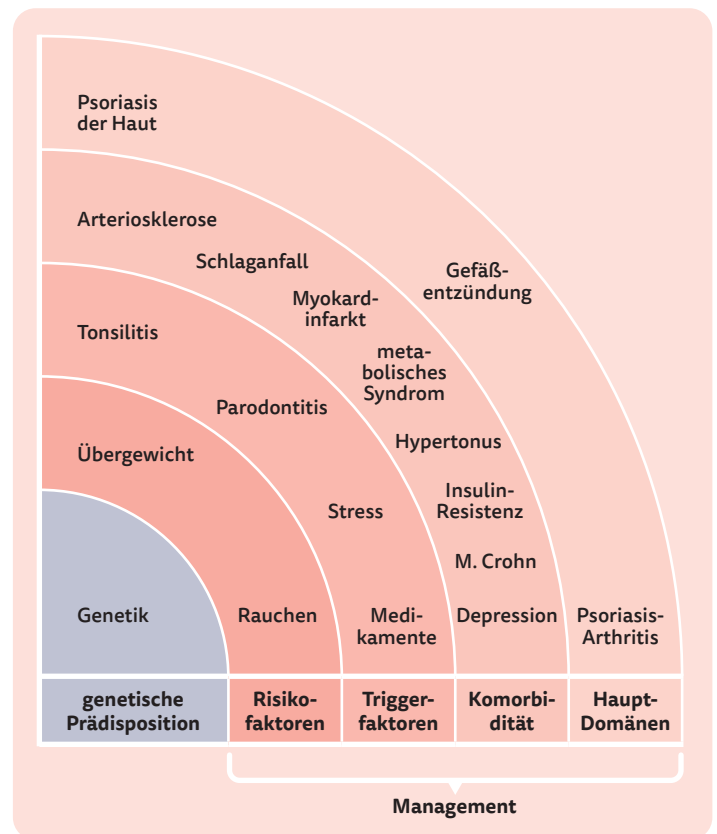 Psoriasis
der Haut
Arteriosklerose
Schlaganfall
Gefäß-
entzündung
Myokard-
infarkt
Tonsilitis
meta-
bolisches
Syndrom
Parodontitis
Hypertonus
Übergewicht
Insulin-
Resistenz
Stress
M. Crohn
Genetik
Rauchen
Medi-
kamente
Depression
Psoriasis-
Arthritis
genetische
Prädisposition
Risiko-
faktoren
Trigger-
faktoren
Komorbi-
dität
Haupt-
Domänen
Management